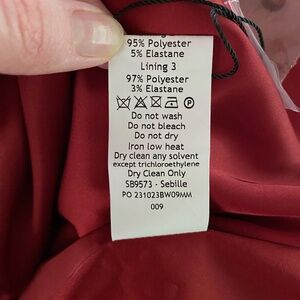 95% Polyester
5% Elastane
Lining 3
97% Polyester
3% Elastane
Do not wash
Do not bleach
Do not dry
Iron low heat
Dry clean any solvent
except trichloroethylene
Dry Clean Only
SB9573 - Sebille
PO 231023BW09MM
009